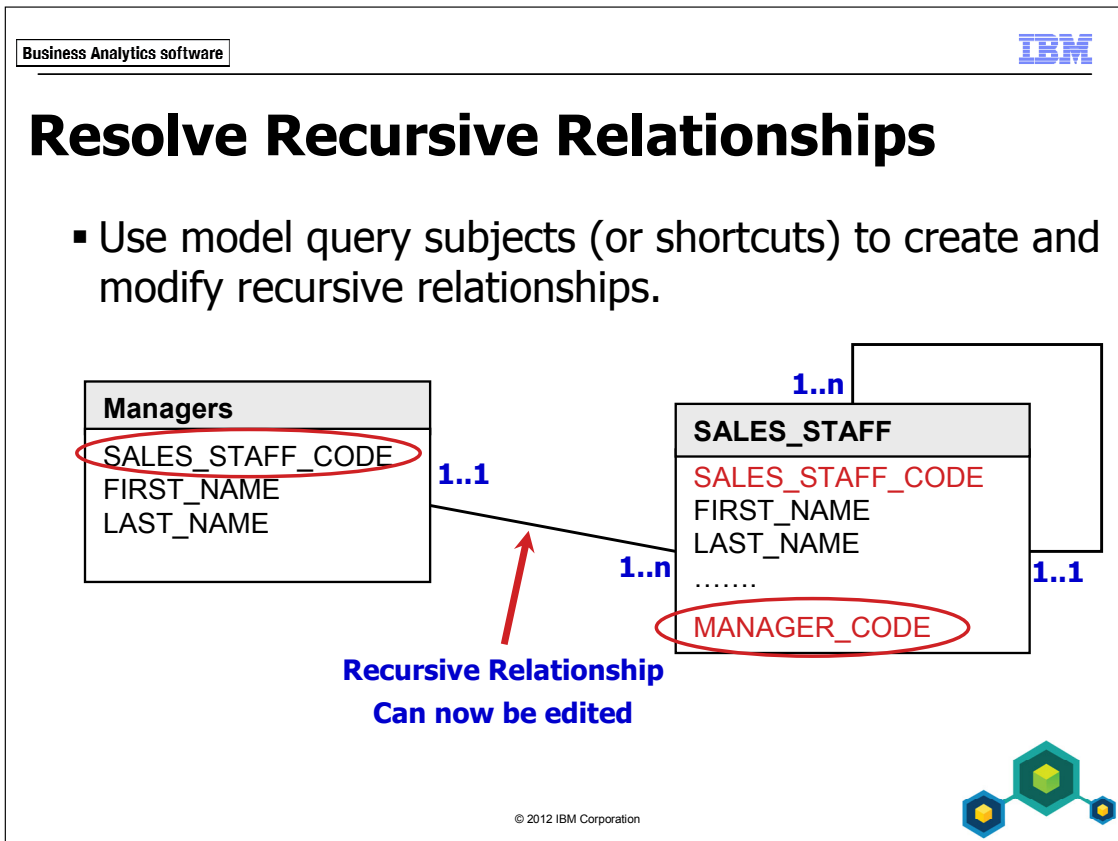 Business Analytics software
IBM
Resolve Recursive Relationships
▪ Use model query subjects (or shortcuts) to create and
modify recursive relationships.
Managers
SALES_STAFF_CODE
FIRST_NAME
LAST_NAME
1..1
1..n
1..n
SALES_STAFF
SALES_STAFF_CODE
FIRST_NAME
LAST_NAME
…….
MANAGER_CODE
1..1
Recursive Relationship
Can now be edited
© 2012 IBM Corporation